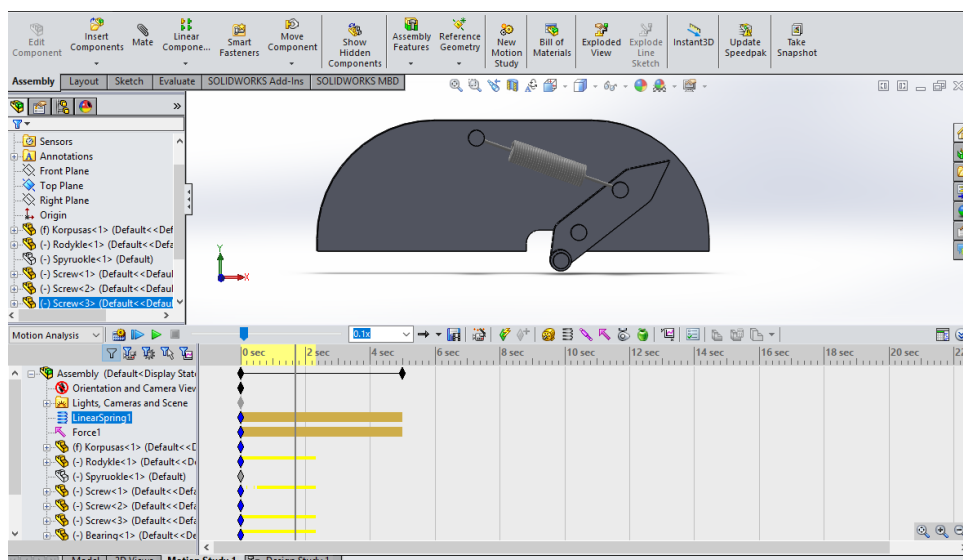 Edit Component
Insert Components
Mate
Linear Compone...
Smart Fasteners
Move Component
Show Hidden Components
Assembly Features
Reference Geometry
New Motion Study
Bill of Materials
Exploded View
Explode Line Sketch
Instant3D
Update Speedpak
Take Snapshot
Assembly
Layout
Sketch
Evaluate
SOLIDWORKS Add-Ins
SOLIDWORKS MBD
»
Sensors
A Annotations
Front Plane
Top Plane
Right Plane
Origin
(f) Korpusas<1> (Default<<Def
(-) Rodykle<1> (Default<<Defa
(-) Spyruokle<1> (Default)
(-) Screw<1> (Default<<Defaul
(-) Screw<2> (Default<<Defaul
(-) Screw<3> (Default<<Defaul
Y
X
Motion Analysis
0.1x
0 sec
2 sec
4 sec
6 sec
8 sec
10 sec
12 sec
14 sec
16 sec
18 sec
20 sec
22
Assembly (Default<Display State
Orientation and Camera View
Lights, Cameras and Scene
LinearSpring1
Force1
(f) Korpusas<1> (Default<<D
(-) Rodykle<1> (Default<<De
(-) Spyruokle<1> (Default)
(-) Screw<1> (Default<<Defa
(-) Screw<2> (Default<<Defa
(-) Screw<3> (Default<<Defa
(-) Bearing<1> (Default<<De
Model
3D Views
Motion Study 1
Design Study 1